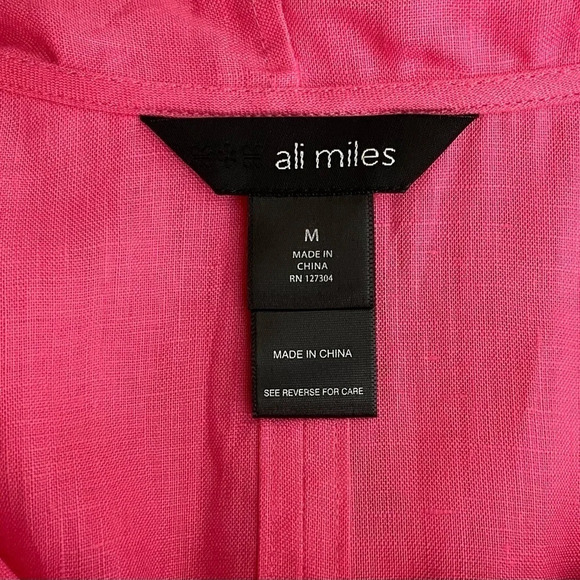 ali miles
M
MADE IN
CHINA
RN 127304
MADE IN CHINA
SEE REVERSE FOR CARE